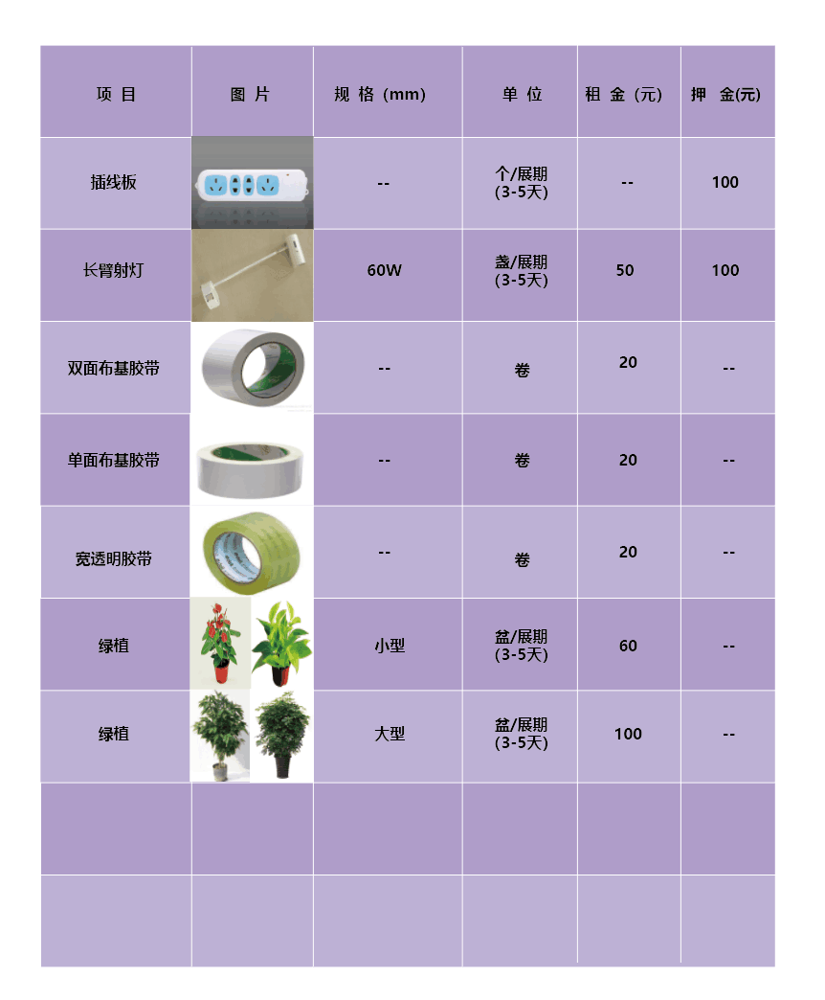 项 目 图 片 规 格 (mm) 单 位 租 金 (元) 押 金(元)
插线板 -- 个/展期 -- 100
(3-5天)
长臂射灯 60W 盏/展期 50 100
(3-5天)
双面布基胶带 -- 卷 20 --
单面布基胶带 -- 卷 20 --
宽透明胶带 -- 卷 20 --
绿植 小型 盆/展期 60 --
(3-5天)
绿植 大型 盆/展期 100 --
(3-5天)